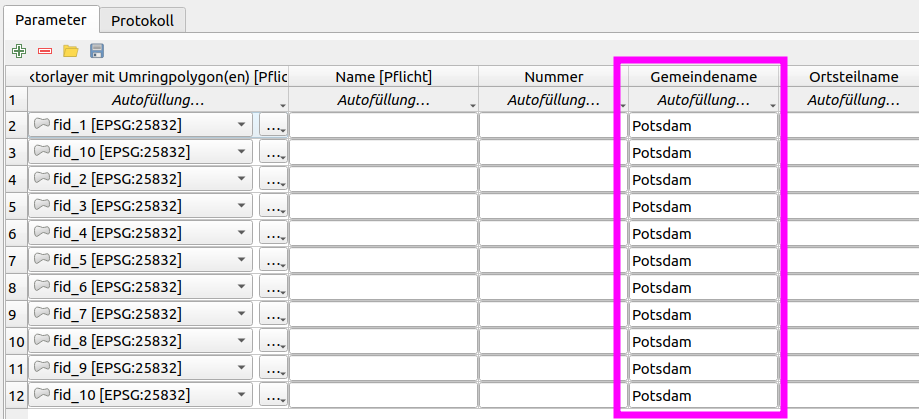 Parameter Protokoll
ktorlayer mit Umringpolygon(en) [Pflic Name [Pflicht] Nummer Gemeindename Ortsteilname
1 Autofüllung... Autofüllung... Autofüllung... Autofüllung... Autofüllung...
2 fid_1 [EPSG:25832] ... Potsdam
3 fid_10 [EPSG:25832] ... Potsdam
4 fid_2 [EPSG:25832] ... Potsdam
5 fid_3 [EPSG:25832] ... Potsdam
6 fid_4 [EPSG:25832] ... Potsdam
7 fid_5 [EPSG:25832] ... Potsdam
8 fid_6 [EPSG:25832] ... Potsdam
9 fid_7 [EPSG:25832] ... Potsdam
10 fid_8 [EPSG:25832] ... Potsdam
11 fid_9 [EPSG:25832] ... Potsdam
12 fid_10 [EPSG:25832] ... Potsdam